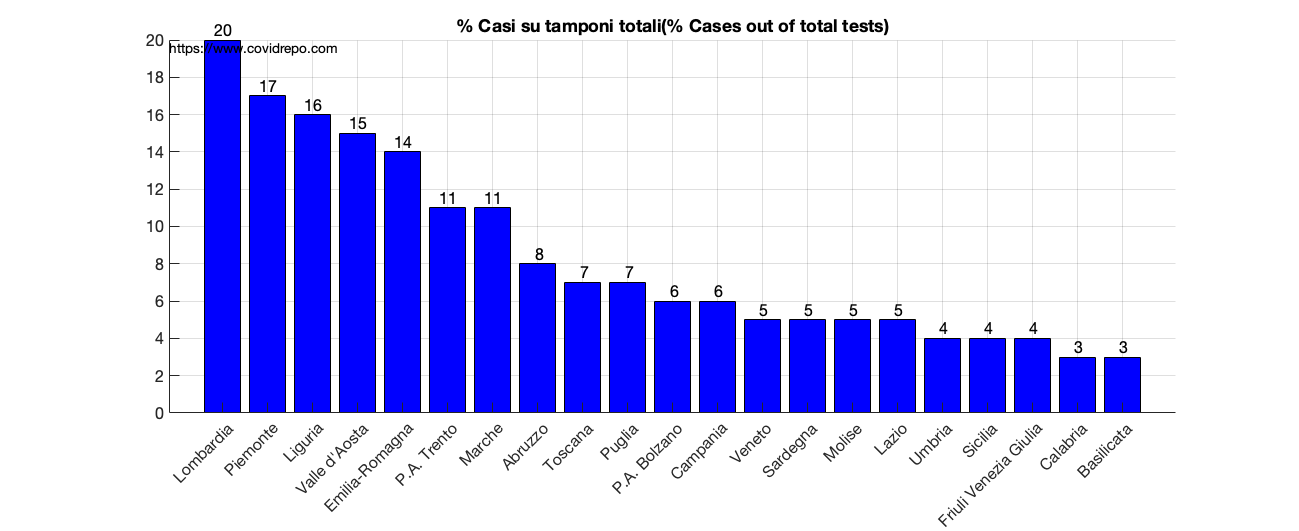 % Casi su tamponi totali(% Cases out of total tests)
https://www.covidrepo.com
20
18
16
14
12
10
8
6
4
2
0
20
17
16
15
14
11
11
8
7
7
6
6
5
5
5
5
4
4
4
3
3
Lombardia
Piemonte
Liguria
Valle d'Aosta
Emilia-Romagna
P.A. Trento
Marche
Abruzzo
Toscana
Puglia
P.A. Bolzano
Campania
Veneto
Sardegna
Molise
Lazio
Umbria
Sicilia
Friuli Venezia Giulia
Calabria
Basilicata